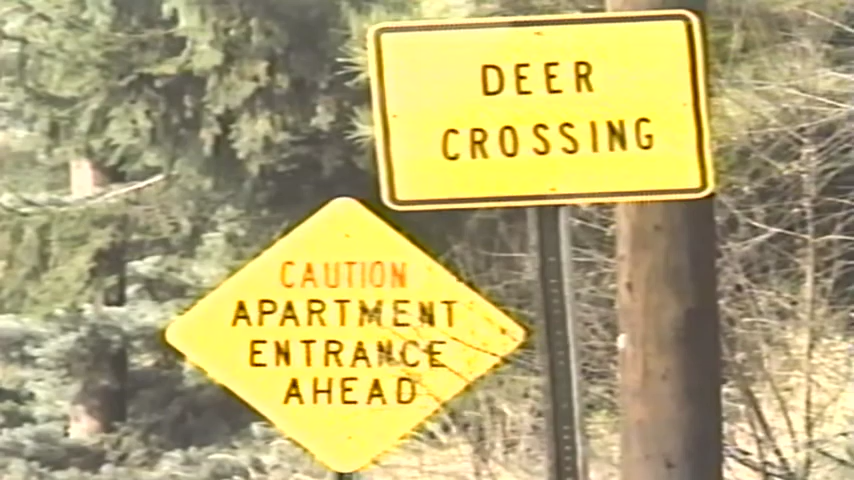 DEER
CROSSING
CAUTION
APARTMENT
ENTRANCE
AHEAD